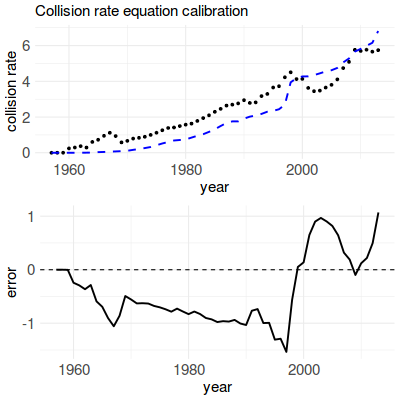 Collision rate equation calibration
6
4
2
0
collision rate
1960
1980
2000
year
1
0
-1
error
1960
1980
2000
year